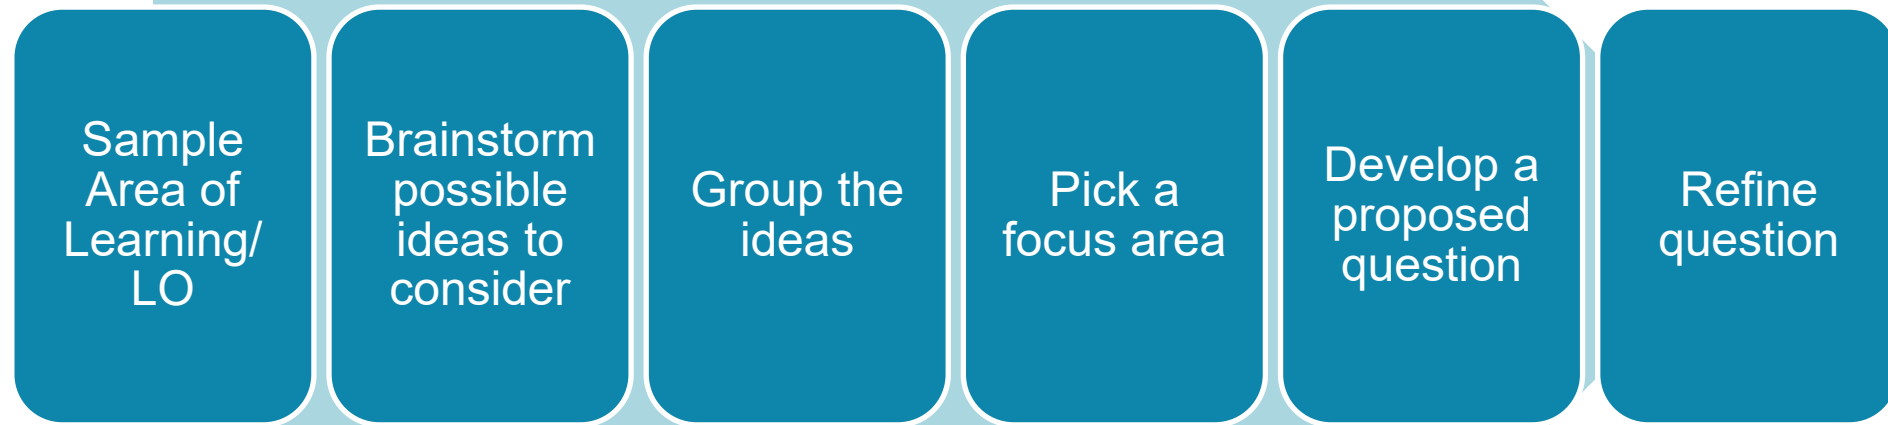 Sample
Area of
Learning/
LO
Brainstorm
possible
ideas to
consider
Group the
ideas
Pick a
focus area
Develop a
proposed
question
Refine
question